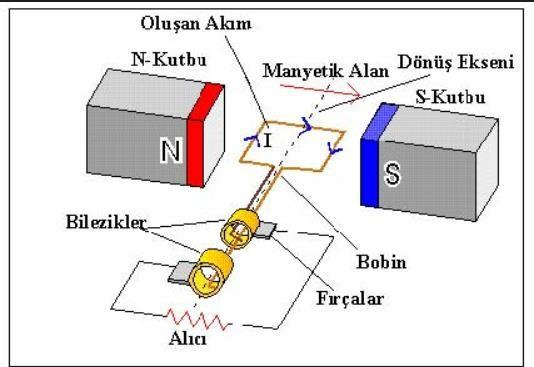 Oluşan Akım
N-Kutbu
Manyetik Alan
Dönüş Ekseni
S-Kutbu
N
I
S
Bilezikler
Bobin
Fırçalar
Alıcı